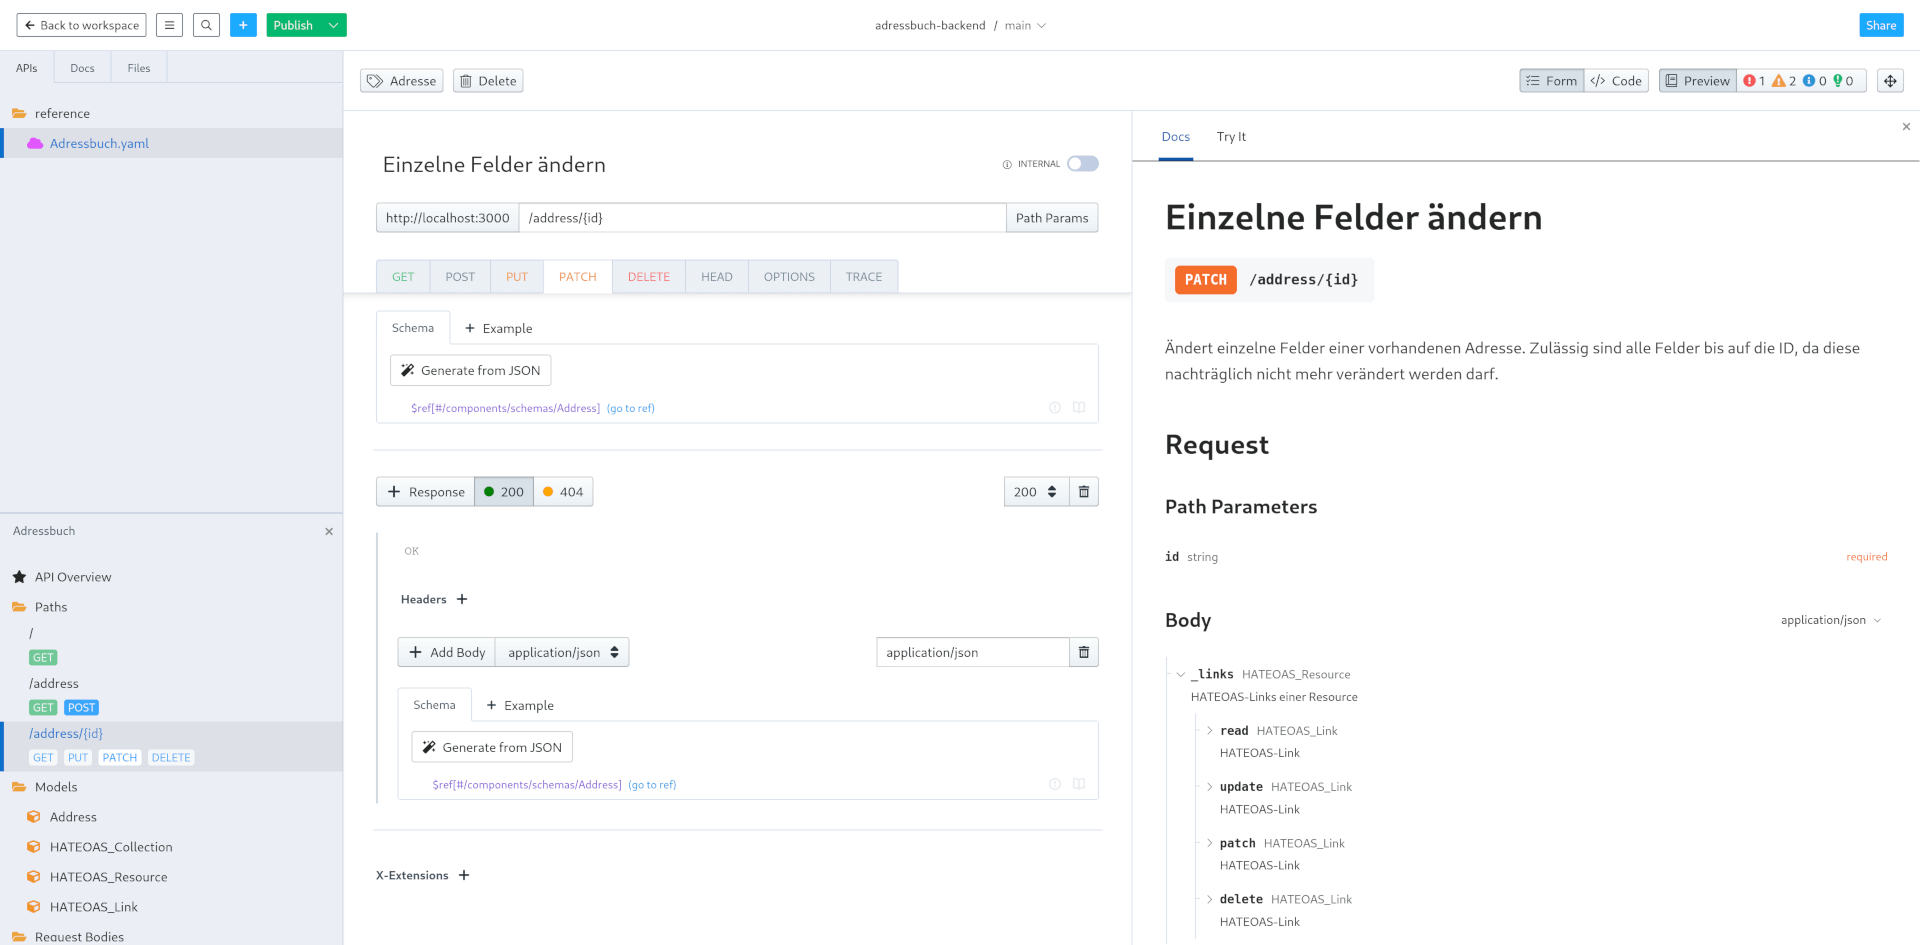 Back to workspace
Publish
adressbuch-backend / main
Share
APIs
Docs
Files
reference
Adressbuch.yaml
Adressbuch
API Overview
Paths
/
GET
/address
GET POST
/address/{id}
GET PUT PATCH DELETE
Models
Address
HATEOAS_Collection
HATEOAS_Resource
HATEOAS_Link
Request Bodies
Adresse
Delete
Form
Code
Preview
1 2 0 0
Einzelne Felder ändern
INTERNAL
http://localhost:3000 /address/{id} Path Params
GET POST PUT PATCH DELETE HEAD OPTIONS TRACE
Schema + Example
Generate from JSON
$ref[#/components/schemas/Address] (go to ref)
+ Response 200 404
200
OK
Headers +
+ Add Body application/json
application/json
Schema + Example
Generate from JSON
$ref[#/components/schemas/Address] (go to ref)
X-Extensions +
Docs Try It
Einzelne Felder ändern
PATCH /address/{id}
Ändert einzelne Felder einer vorhandenen Adresse. Zulässig sind alle Felder bis auf die ID, da diese
nachträglich nicht mehr verändert werden darf.
Request
Path Parameters
id string required
Body application/json
_links HATEOAS_Resource
HATEOAS-Links einer Resource
read HATEOAS_Link
HATEOAS-Link
update HATEOAS_Link
HATEOAS-Link
patch HATEOAS_Link
HATEOAS-Link
delete HATEOAS_Link
HATEOAS-Link